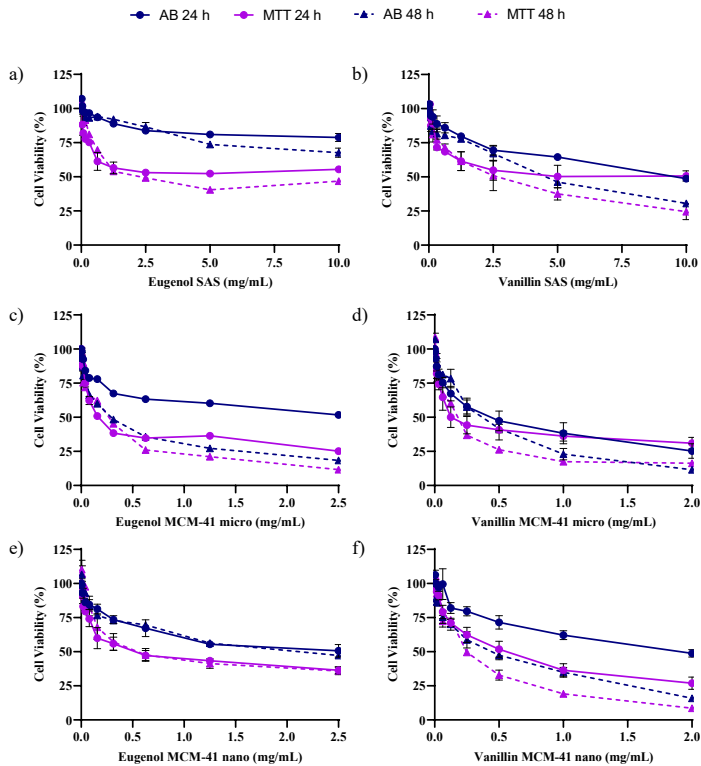 AB 24 h MTT 24 h AB 48 h MTT 48 h
a) b)
125 125
100 100
75 75
50 50
25 25
0 0
Cell Viability (%) Cell Viability (%)
0.0 2.5 5.0 7.5 10.0 0.0 2.5 5.0 7.5 10.0
Eugenol SAS (mg/mL) Vanillin SAS (mg/mL)
c) d)
125 125
100 100
75 75
50 50
25 25
0 0
Cell Viability (%) Cell Viability (%)
0.0 0.5 1.0 1.5 2.0 2.5 0.0 0.5 1.0 1.5 2.0
Eugenol MCM-41 micro (mg/mL) Vanillin MCM-41 micro (mg/mL)
e) f)
125 125
100 100
75 75
50 50
25 25
0 0
Cell Viability (%) Cell Viability (%)
0.0 0.5 1.0 1.5 2.0 2.5 0.0 0.5 1.0 1.5 2.0
Eugenol MCM-41 nano (mg/mL) Vanillin MCM-41 nano (mg/mL)